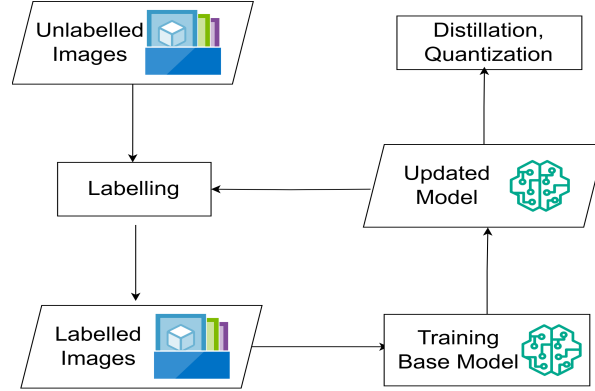 Unlabelled
Images
Distillation,
Quantization
Labelling
Updated
Model
Labelled
Images
Training
Base Model